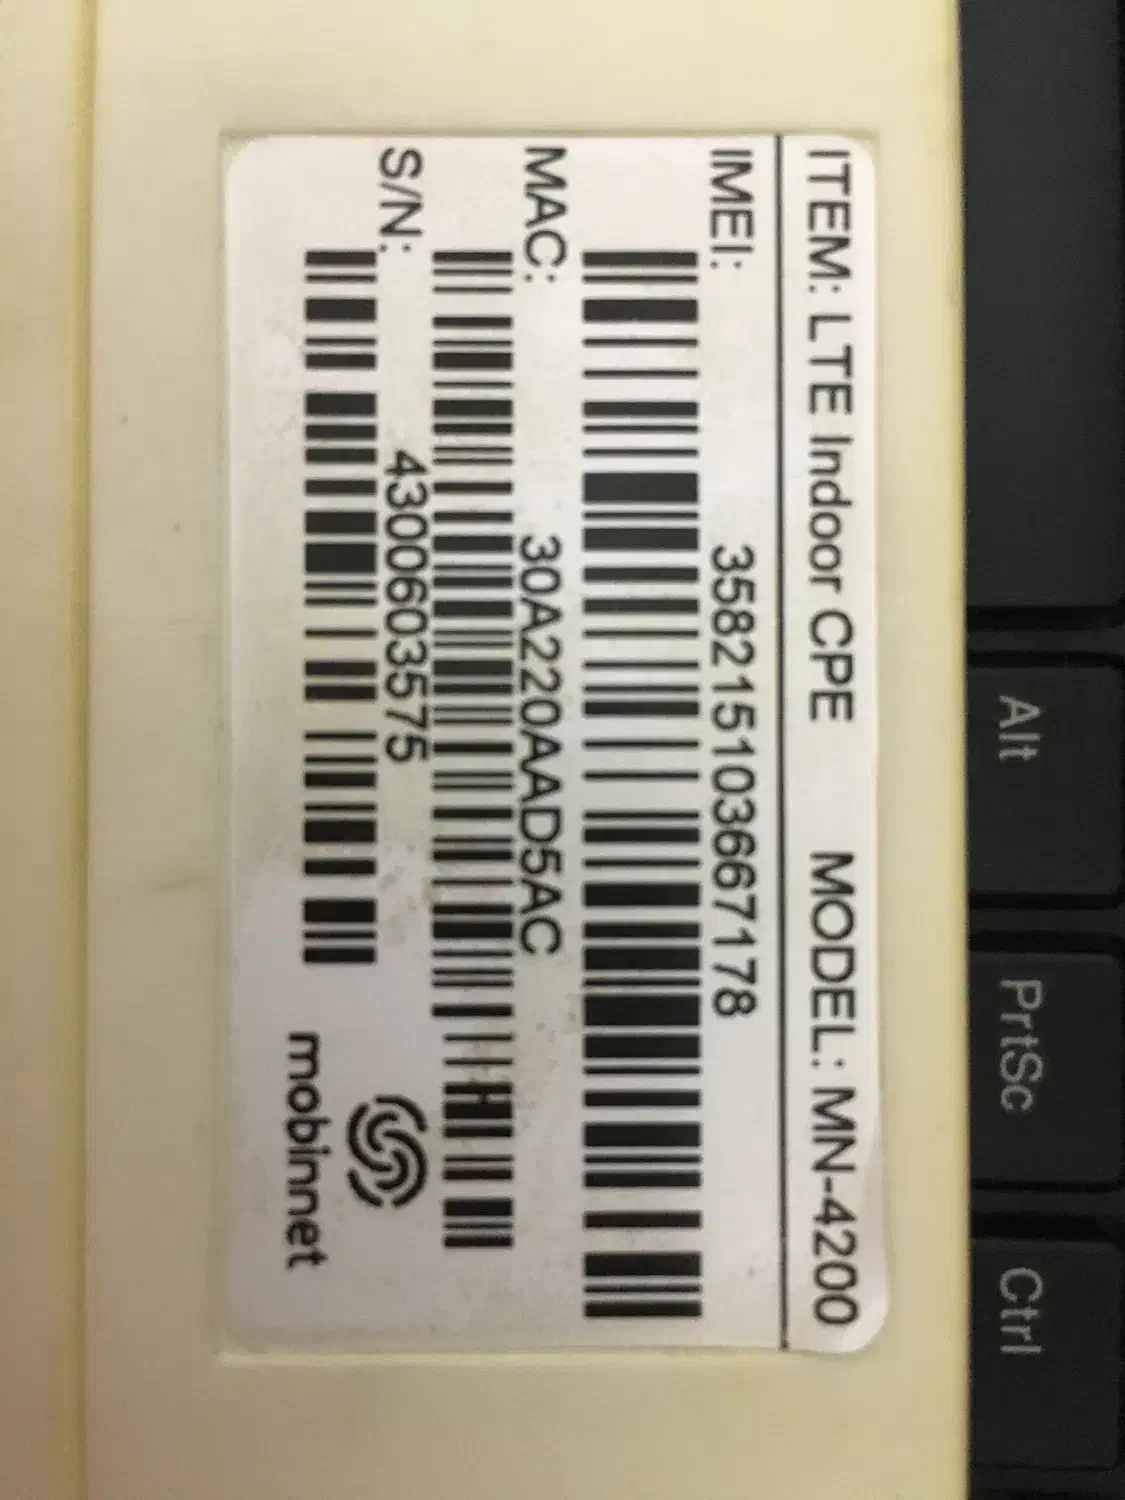 ITEM: LTE Indoor CPE MODEL: MN-4200
IMEI: 358215103667178
MAC: 30A220AAD5AC
S/N: 4300603575
mobinnet
Alt
PrtSc
Ctrl